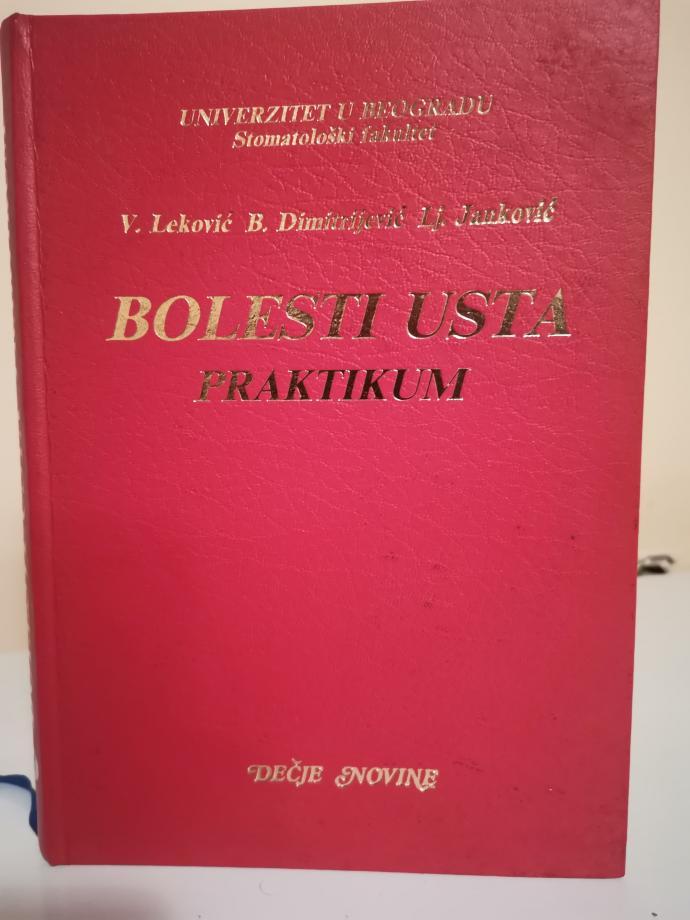 UNIVERZITET U BEOGRADU
Stomatološki fakultet
V. Leković B. Dimitrijević Lj. Janković
BOLESTI USTA
PRAKTIKUM
DEČJE NOVINE